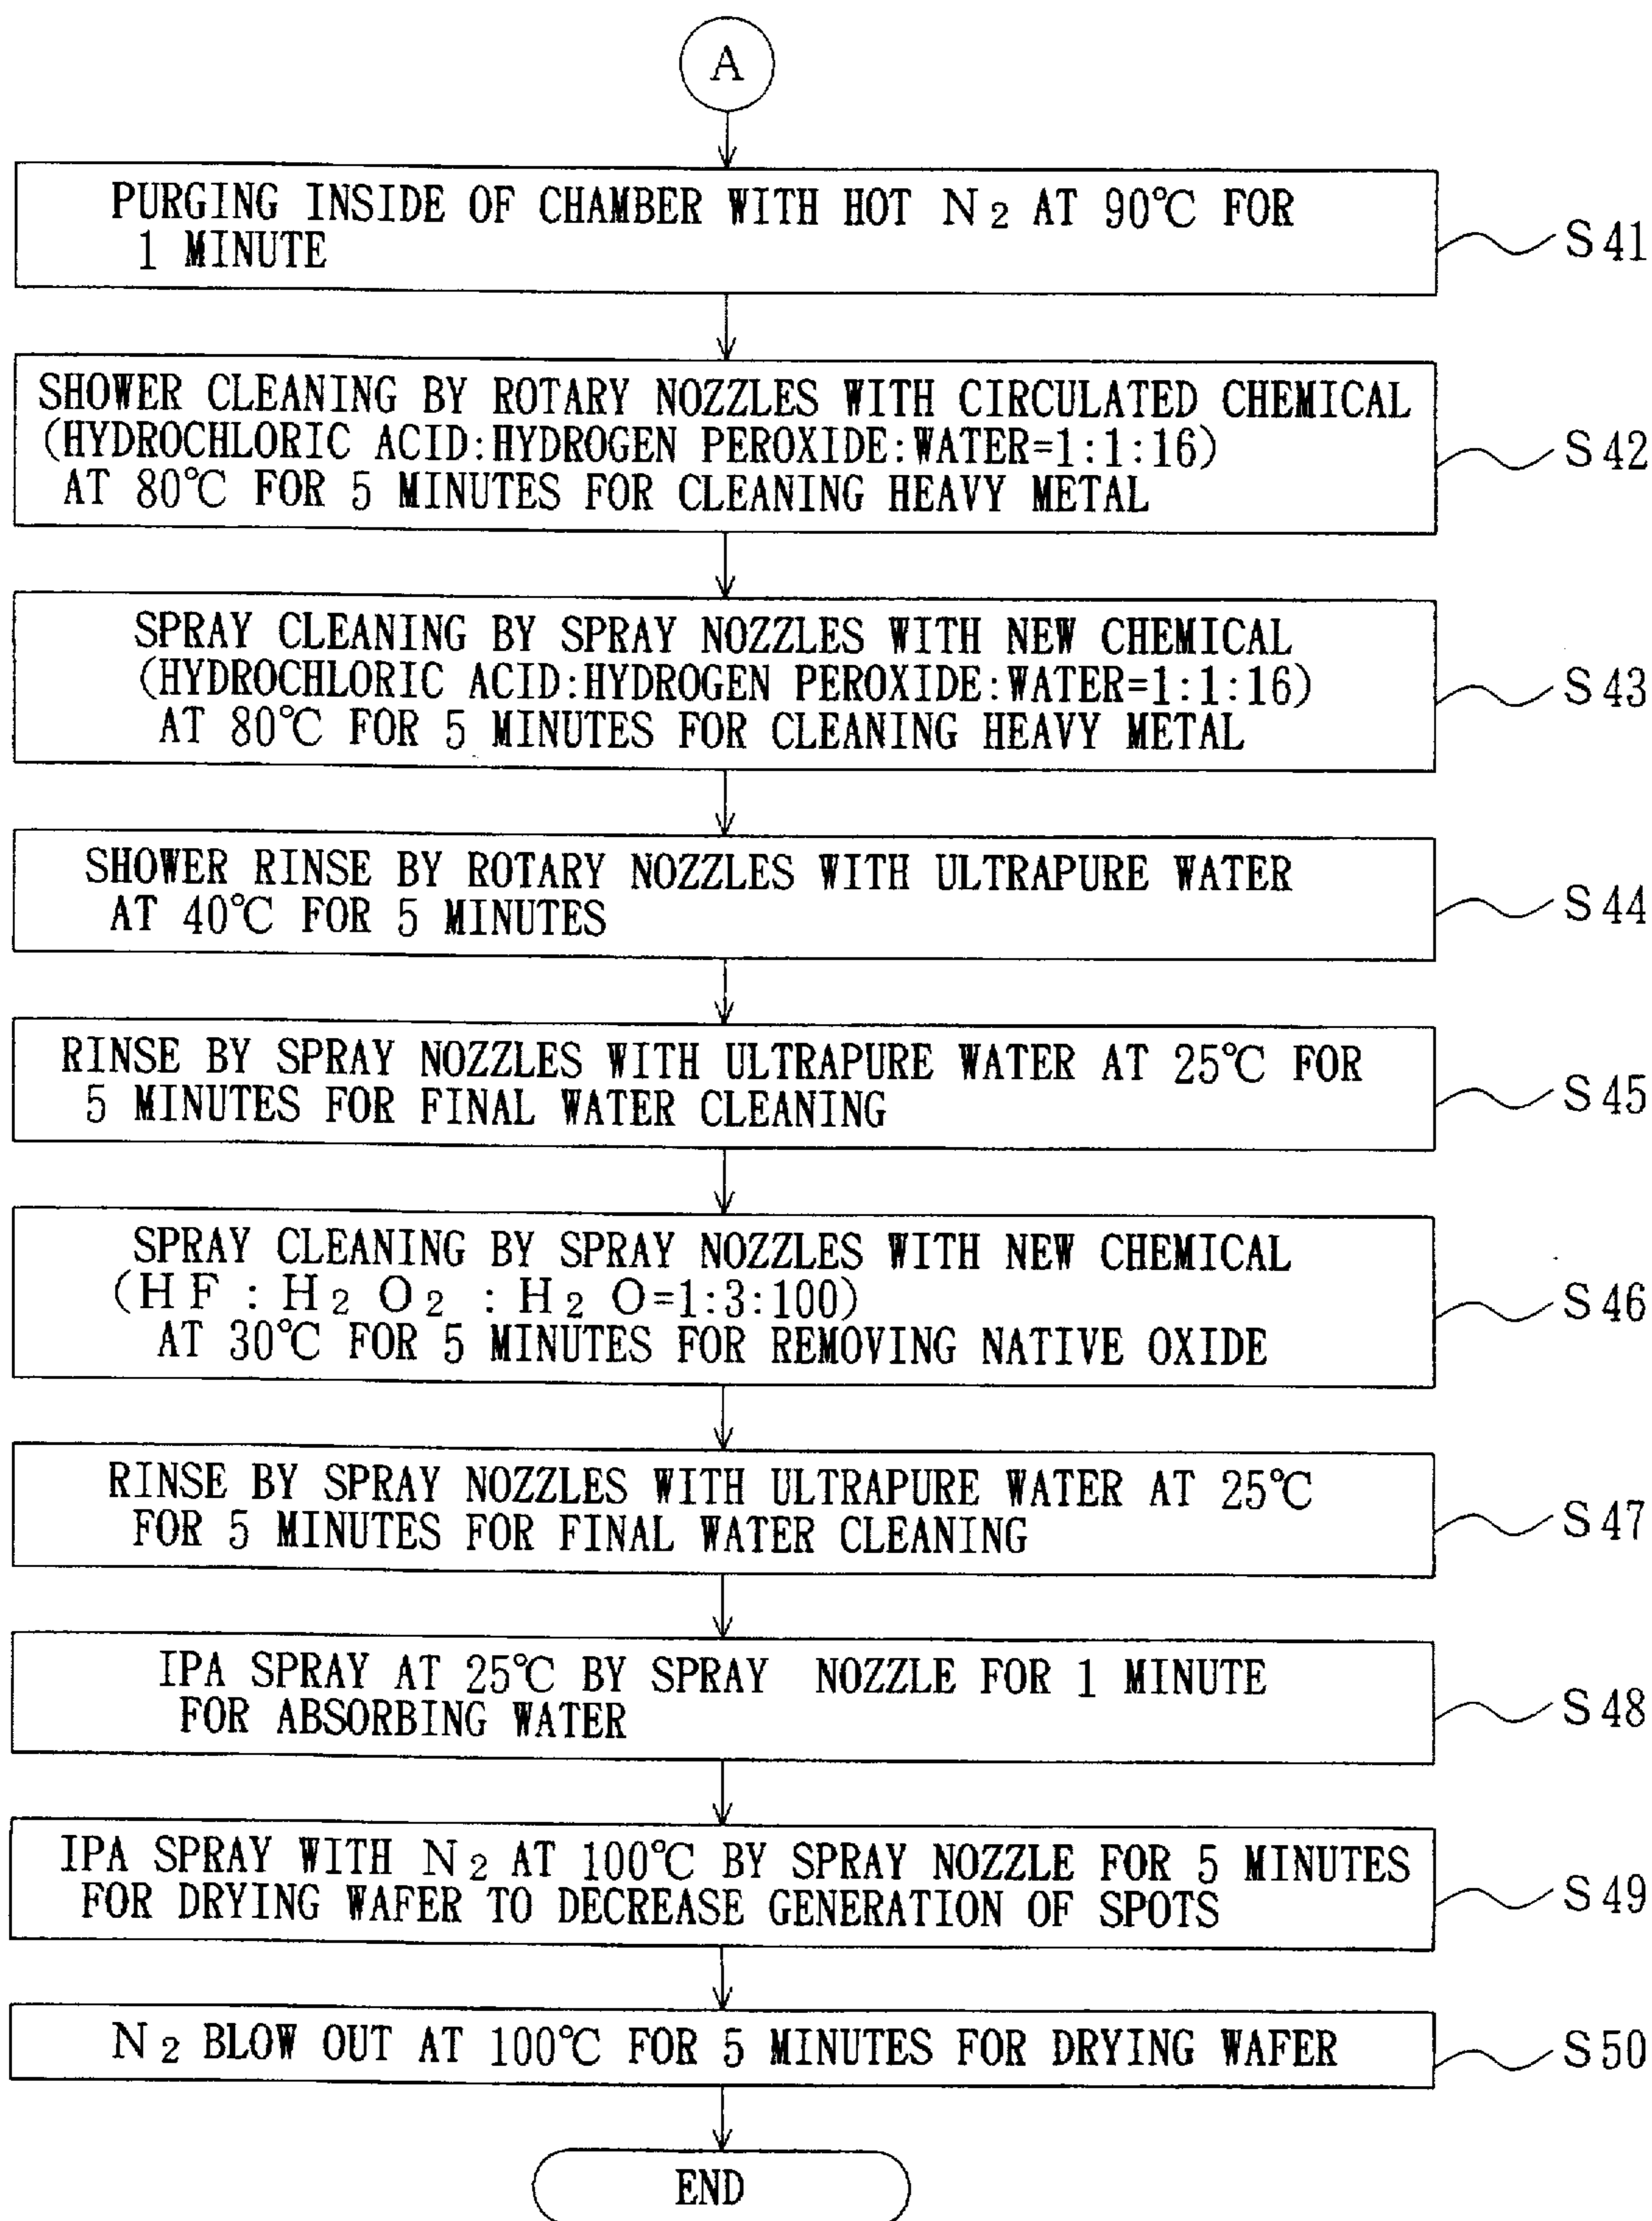 A
PURGING INSIDE OF CHAMBER WITH HOT N₂ AT 90℃ FOR
1 MINUTE
S41
SHOWER CLEANING BY ROTARY NOZZLES WITH CIRCULATED CHEMICAL
(HYDROCHLORIC ACID:HYDROGEN PEROXIDE:WATER=1:1:16)
AT 80℃ FOR 5 MINUTES FOR CLEANING HEAVY METAL
S42
SPRAY CLEANING BY SPRAY NOZZLES WITH NEW CHEMICAL
(HYDROCHLORIC ACID:HYDROGEN PEROXIDE:WATER=1:1:16)
AT 80℃ FOR 5 MINUTES FOR CLEANING HEAVY METAL
S43
SHOWER RINSE BY ROTARY NOZZLES WITH ULTRAPURE WATER
AT 40℃ FOR 5 MINUTES
S44
RINSE BY SPRAY NOZZLES WITH ULTRAPURE WATER AT 25℃ FOR
5 MINUTES FOR FINAL WATER CLEANING
S45
SPRAY CLEANING BY SPRAY NOZZLES WITH NEW CHEMICAL
(HF : H₂O₂ : H₂O=1:3:100)
AT 30℃ FOR 5 MINUTES FOR REMOVING NATIVE OXIDE
S46
RINSE BY SPRAY NOZZLES WITH ULTRAPURE WATER AT 25℃
FOR 5 MINUTES FOR FINAL WATER CLEANING
S47
IPA SPRAY AT 25℃ BY SPRAY NOZZLE FOR 1 MINUTE
FOR ABSORBING WATER
S48
IPA SPRAY WITH N₂ AT 100℃ BY SPRAY NOZZLE FOR 5 MINUTES
FOR DRYING WAFER TO DECREASE GENERATION OF SPOTS
S49
N₂ BLOW OUT AT 100℃ FOR 5 MINUTES FOR DRYING WAFER
S50
END